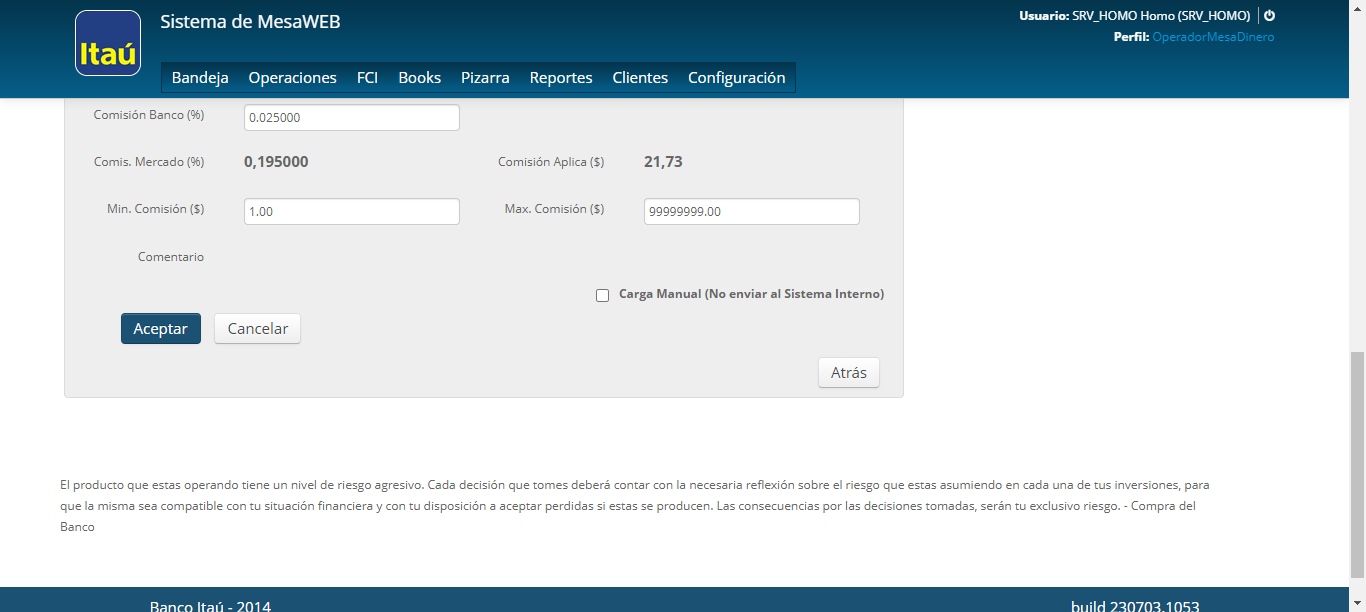 Itaú
Sistema de MesaWEB
Usuario: SRV_HOMO Homo (SRV_HOMO)
Perfil: OperadorMesaDinero
Bandeja Operaciones FCI Books Pizarra Reportes Clientes Configuración
Comisión Banco (%) 0.025000
Comis. Mercado (%) 0,195000 Comisión Aplica ($) 21,73
Min. Comisión ($) 1.00 Max. Comisión ($) 99999999.00
Comentario
Carga Manual (No enviar al Sistema Interno)
Aceptar Cancelar
Atrás
El producto que estas operando tiene un nivel de riesgo agresivo. Cada decisión que tomes deberá contar con la necesaria reflexión sobre el riesgo que estas asumiendo en cada una de tus inversiones, para
que la misma sea compatible con tu situación financiera y con tu disposición a aceptar perdidas si estas se producen. Las consecuencias por las decisiones tomadas, serán tu exclusivo riesgo. - Compra del
Banco
Banco Itaú - 2014 build 230703.1053